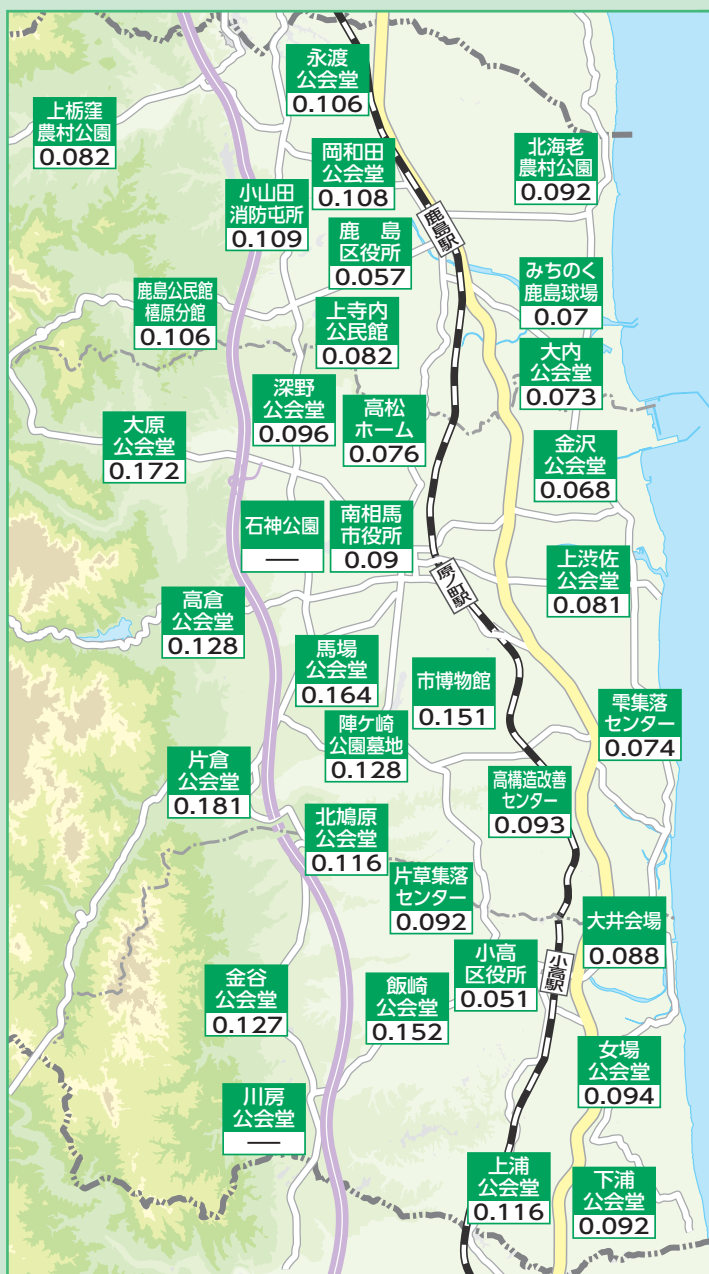 永渡
公会堂
0.106
上栃窪
農村公園
0.082
岡和田
公会堂
0.108
北海老
農村公園
0.092
小山田
消防屯所
0.109
鹿島駅
鹿島
区役所
0.057
みちのく
鹿島球場
0.07
鹿島公民館
橲原分館
0.106
上寺内
公民館
0.082
大内
公会堂
0.073
深野
公会堂
0.096
高松
ホーム
0.076
大原
公会堂
0.172
金沢
公会堂
0.068
石神公園
―
南相馬
市役所
0.09
原ノ町駅
上渋佐
公会堂
0.081
高倉
公会堂
0.128
馬場
公会堂
0.164
市博物館
0.151
雫集落
センター
0.074
陣ケ崎
公園墓地
0.128
片倉
公会堂
0.181
高構造改善
センター
0.093
北鳩原
公会堂
0.116
片草集落
センター
0.092
大井会場
0.088
小高
区役所
0.051
小高駅
金谷
公会堂
0.127
飯崎
公会堂
0.152
女場
公会堂
0.094
川房
公会堂
―
上浦
公会堂
0.116
下浦
公会堂
0.092